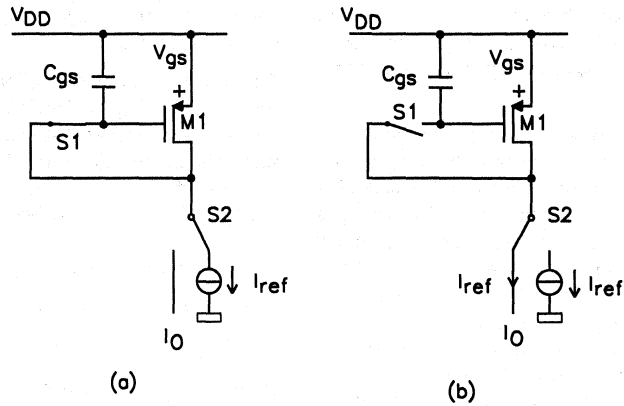 VDD
Vgs
Cgs
+
M1
S1
S2
Iref
IO
(a)
VDD
Vgs
Cgs
+
S1
M1
S2
Iref
Iref
IO
(b)